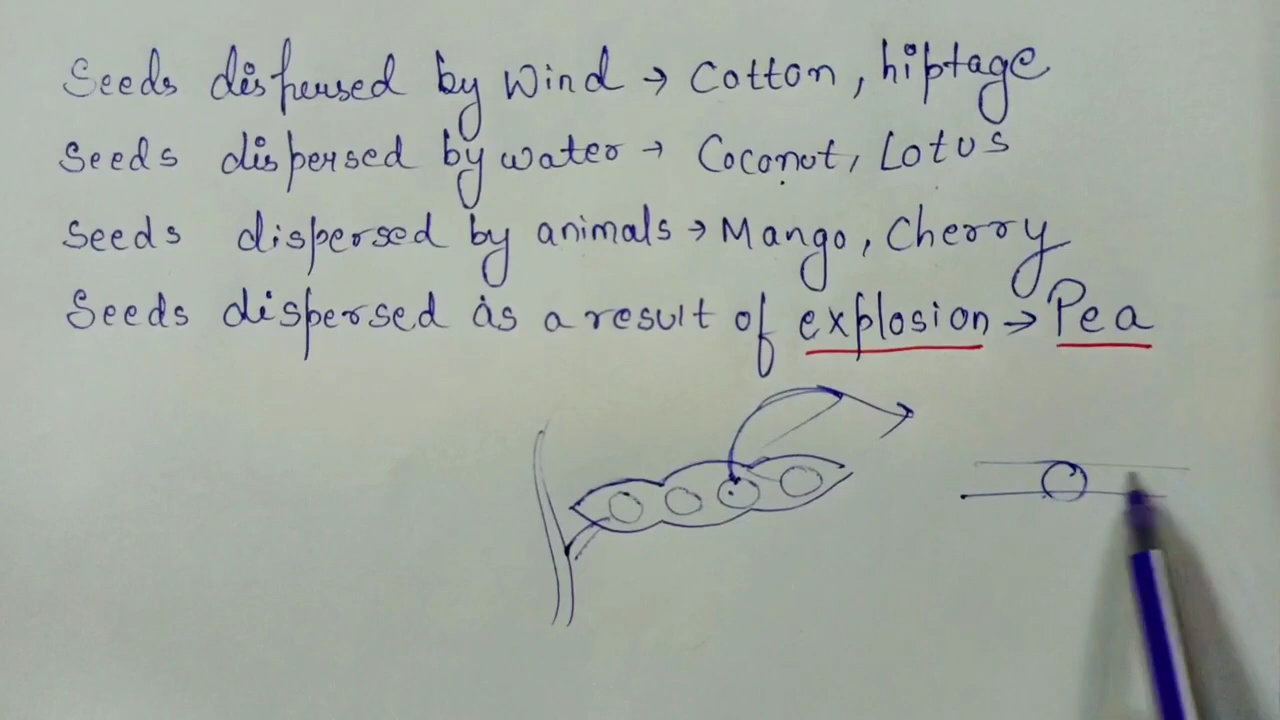 Seeds dispersed by Wind → Cotton, hiptage
Seeds dispersed by water → Coconut, Lotus
Seeds dispersed by animals → Mango, Cherry
Seeds dispersed as a result of explosion → Pea